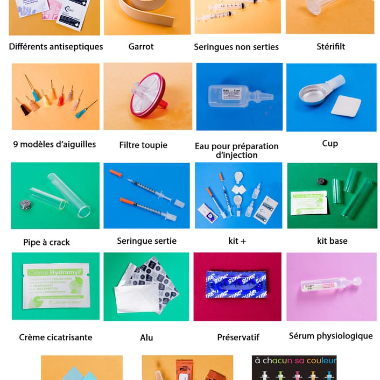 Différents antiseptiques
Garrot
Seringues non serties
Stérifilt
9 modèles d'aiguilles
Filtre toupie
Eau pour préparation
d'injection
Cup
Pipe à crack
Seringue sertie
kit +
kit base
Crème cicatrisante
Alu
Préservatif
Sérum physiologique
à chacun sa couleur